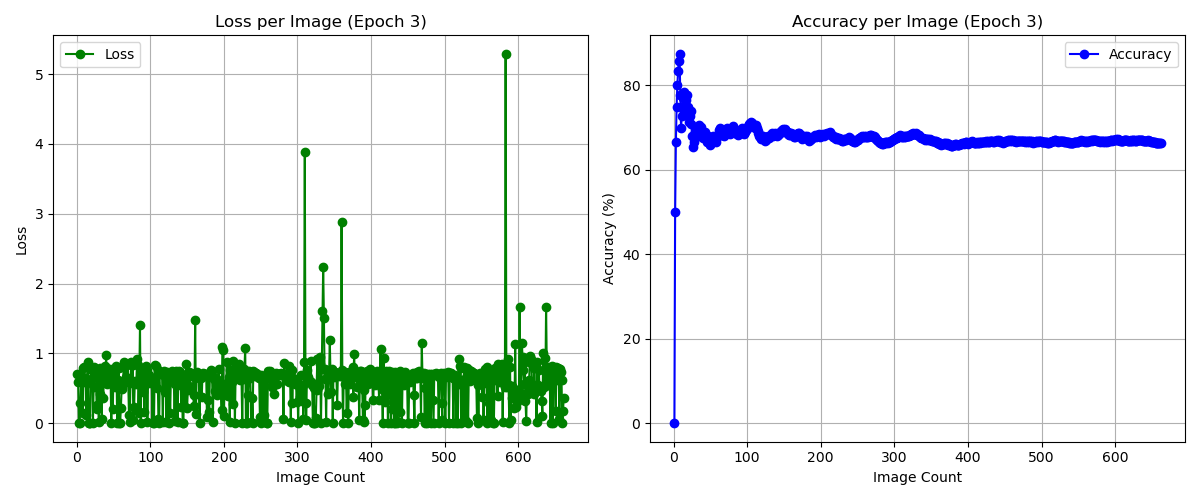 Loss per Image (Epoch 3)
Loss
5
4
3
2
1
0
Loss
0 100 200 300 400 500 600
Image Count
Accuracy per Image (Epoch 3)
Accuracy
80
60
40
20
0
Accuracy (%)
0 100 200 300 400 500 600
Image Count